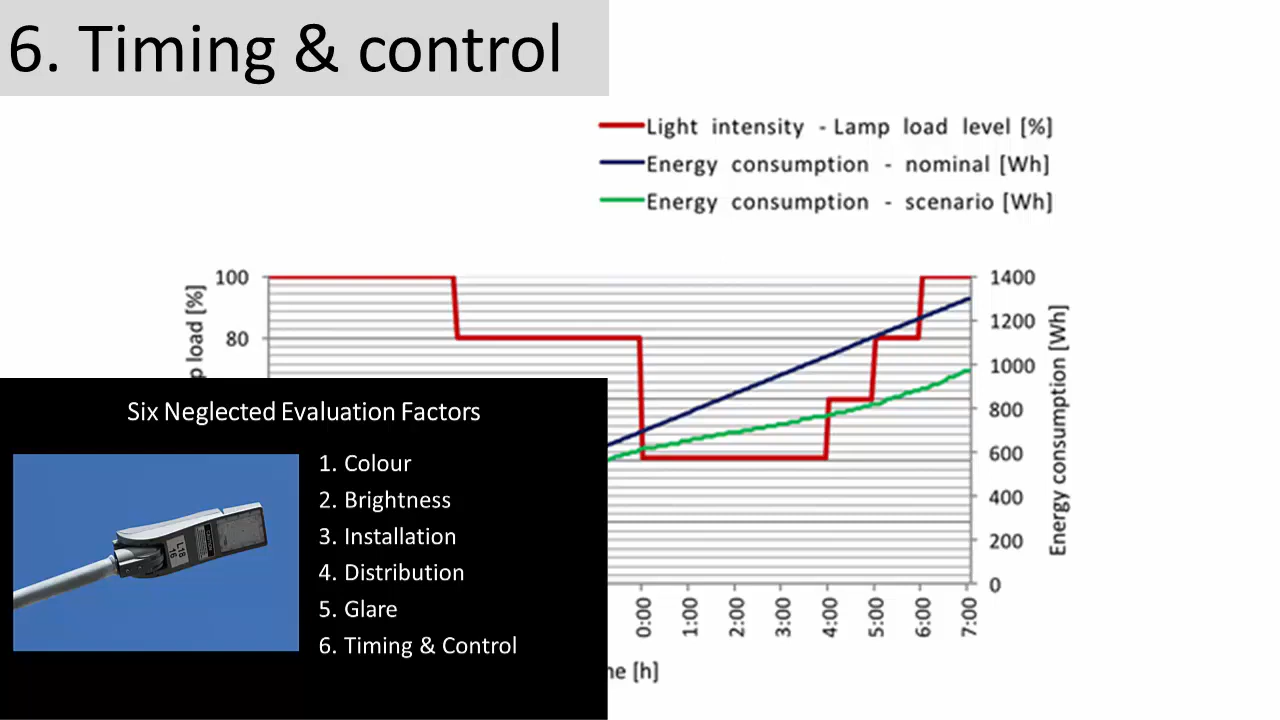 6. Timing & control
Light intensity - Lamp load level [%]
Energy consumption - nominal [Wh]
Energy consumption - scenario [Wh]
100
80
p load [%]
1400
1200
1000
800
600
400
200
0
Energy consumption [Wh]
0:00
1:00
2:00
3:00
4:00
5:00
6:00
7:00
me [h]
Six Neglected Evaluation Factors
1. Colour
2. Brightness
3. Installation
4. Distribution
5. Glare
6. Timing & Control
L18
16